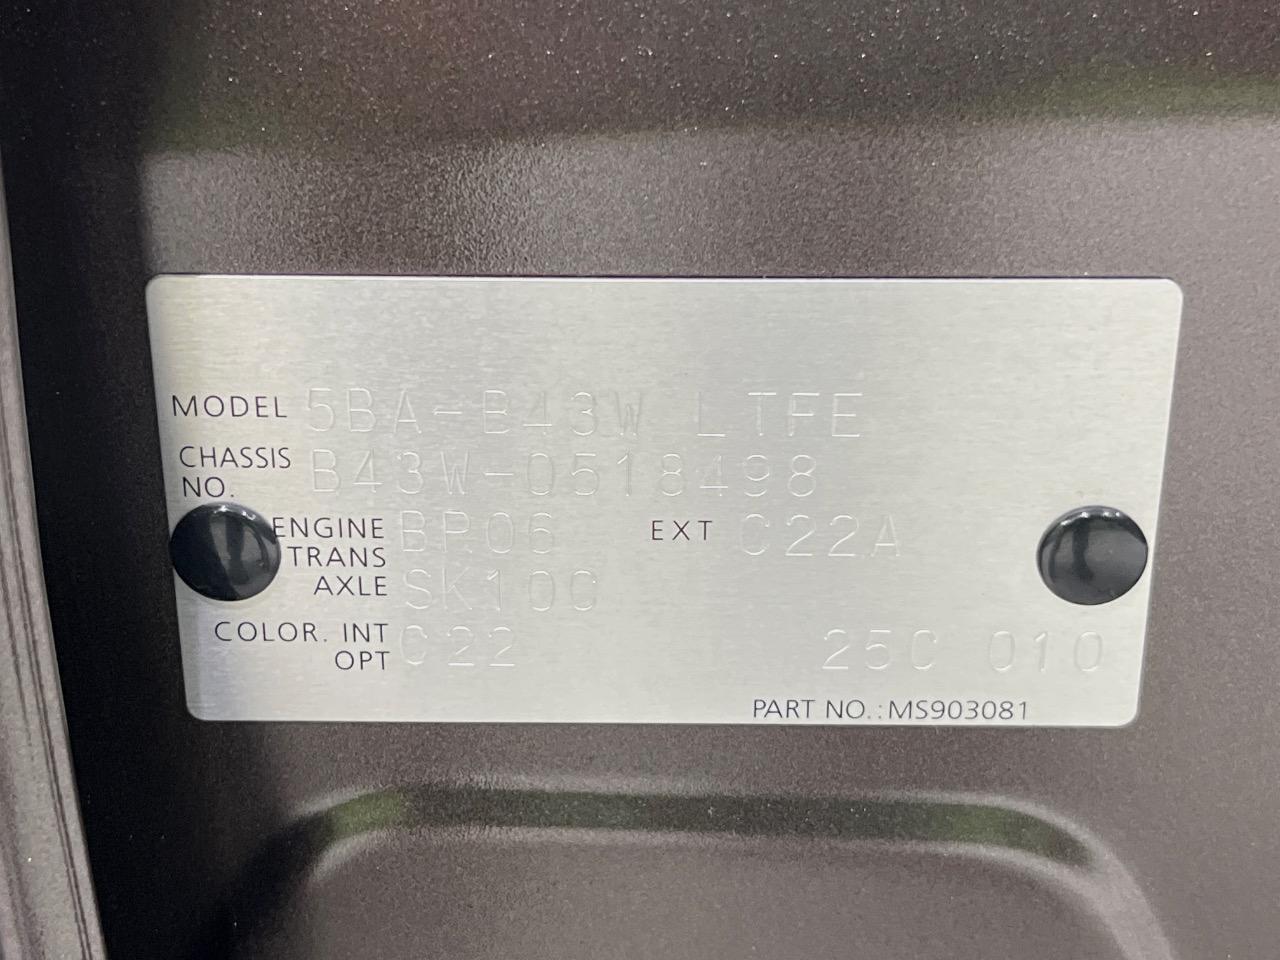 MODEL 5BA-B43W LTFE
CHASSIS NO. B43W-0518498
ENGINE BR06 EXT C22A
TRANS AXLE SK10C
COLOR. INT C22
OPT 25C 010
PART NO.:MS903081